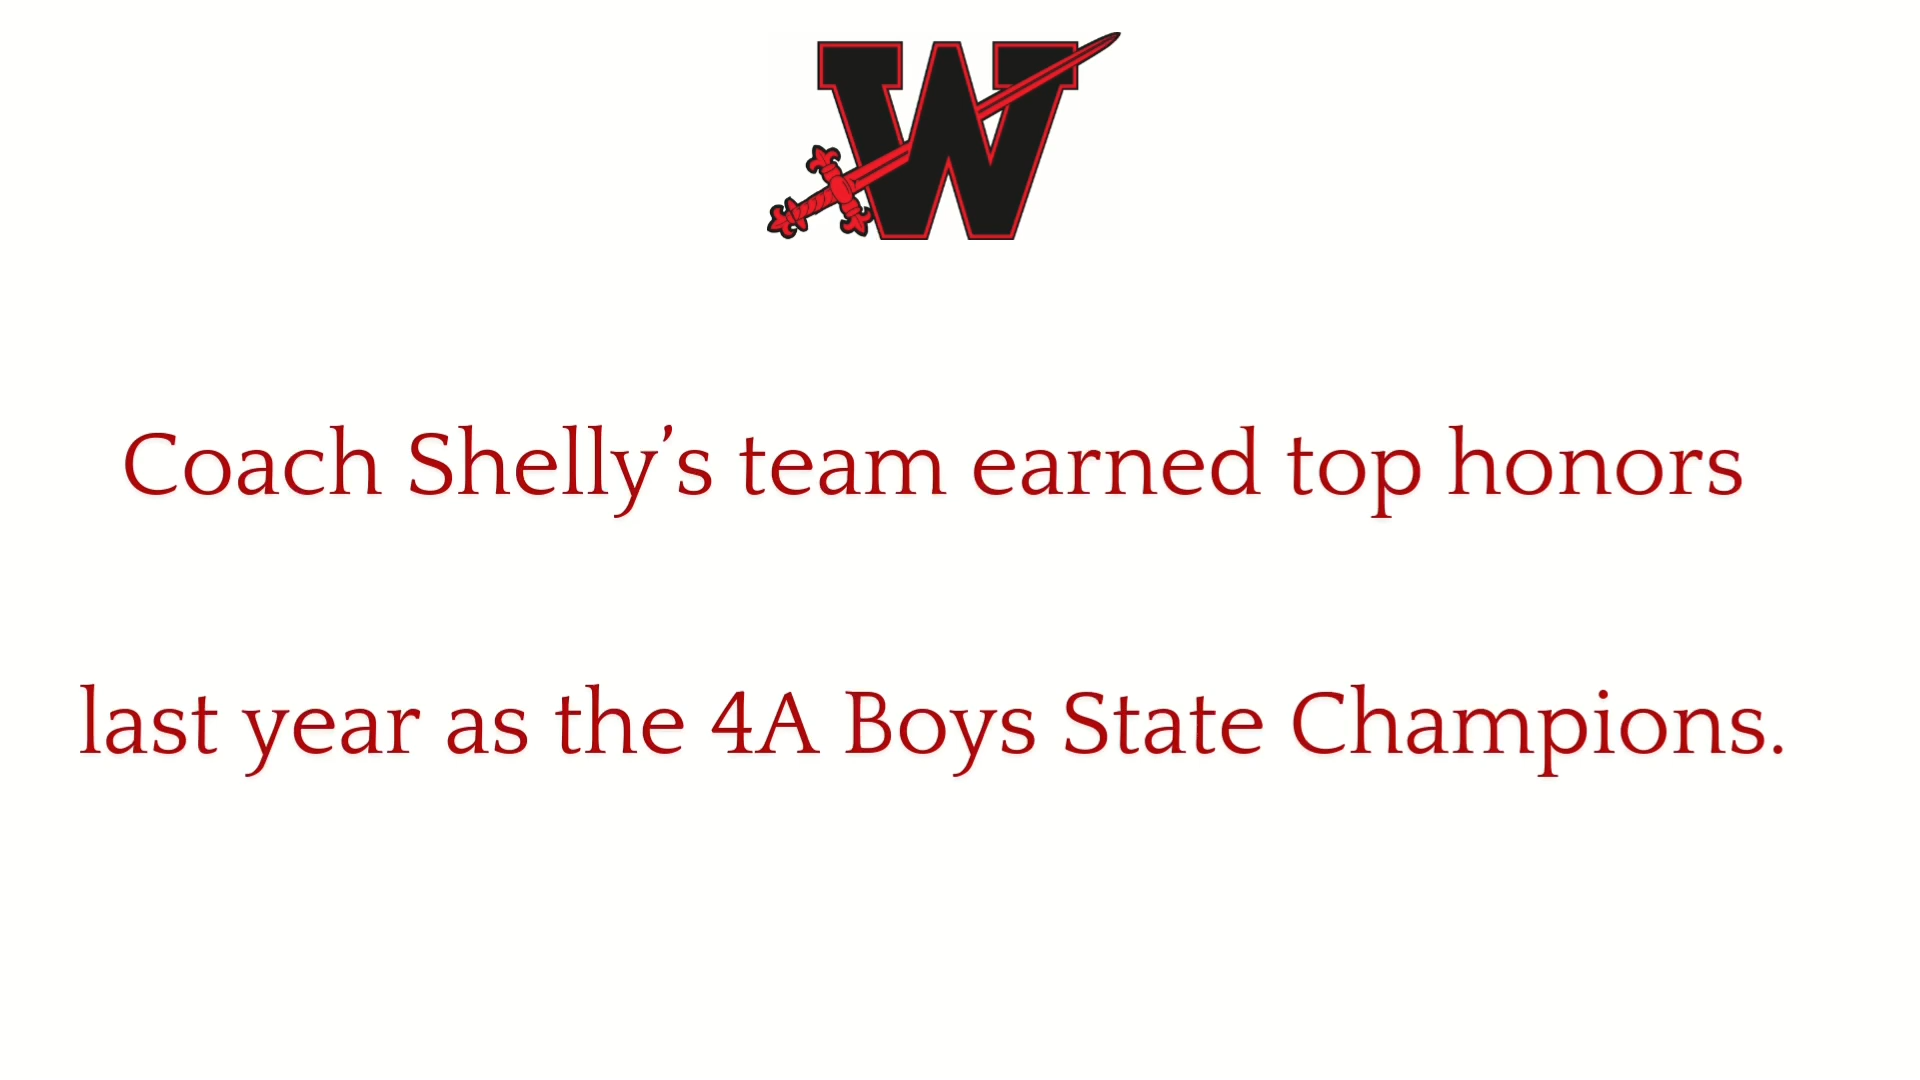 W
Coach Shelly’s team earned top honors
last year as the 4A Boys State Champions.